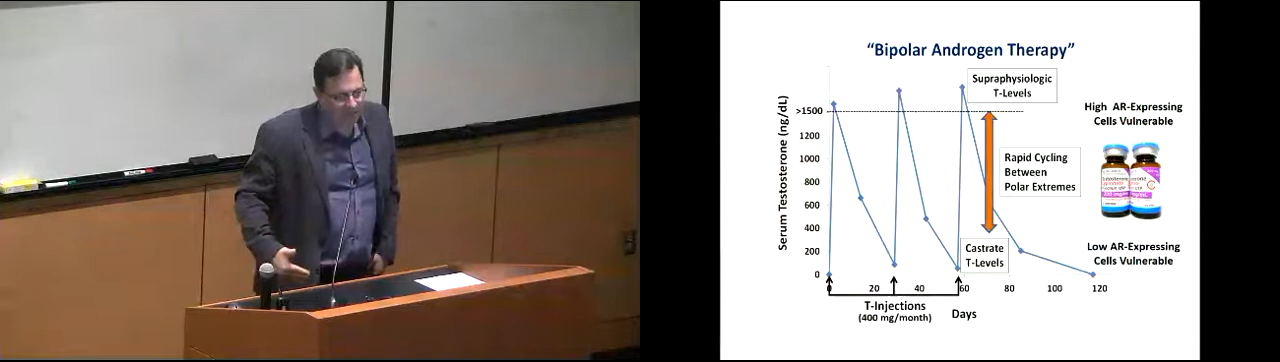 “Bipolar Androgen Therapy”
Supraphysiologic
T-Levels
High AR-Expressing
Cells Vulnerable
Serum Testosterone (ng/dL)
>1500
1200
1000
800
600
400
200
0
Rapid Cycling
Between
Polar Extremes
Castrate
T-Levels
Low AR-Expressing
Cells Vulnerable
0 20 60 80 100 120
T-Injections
(400 mg/month)
Days